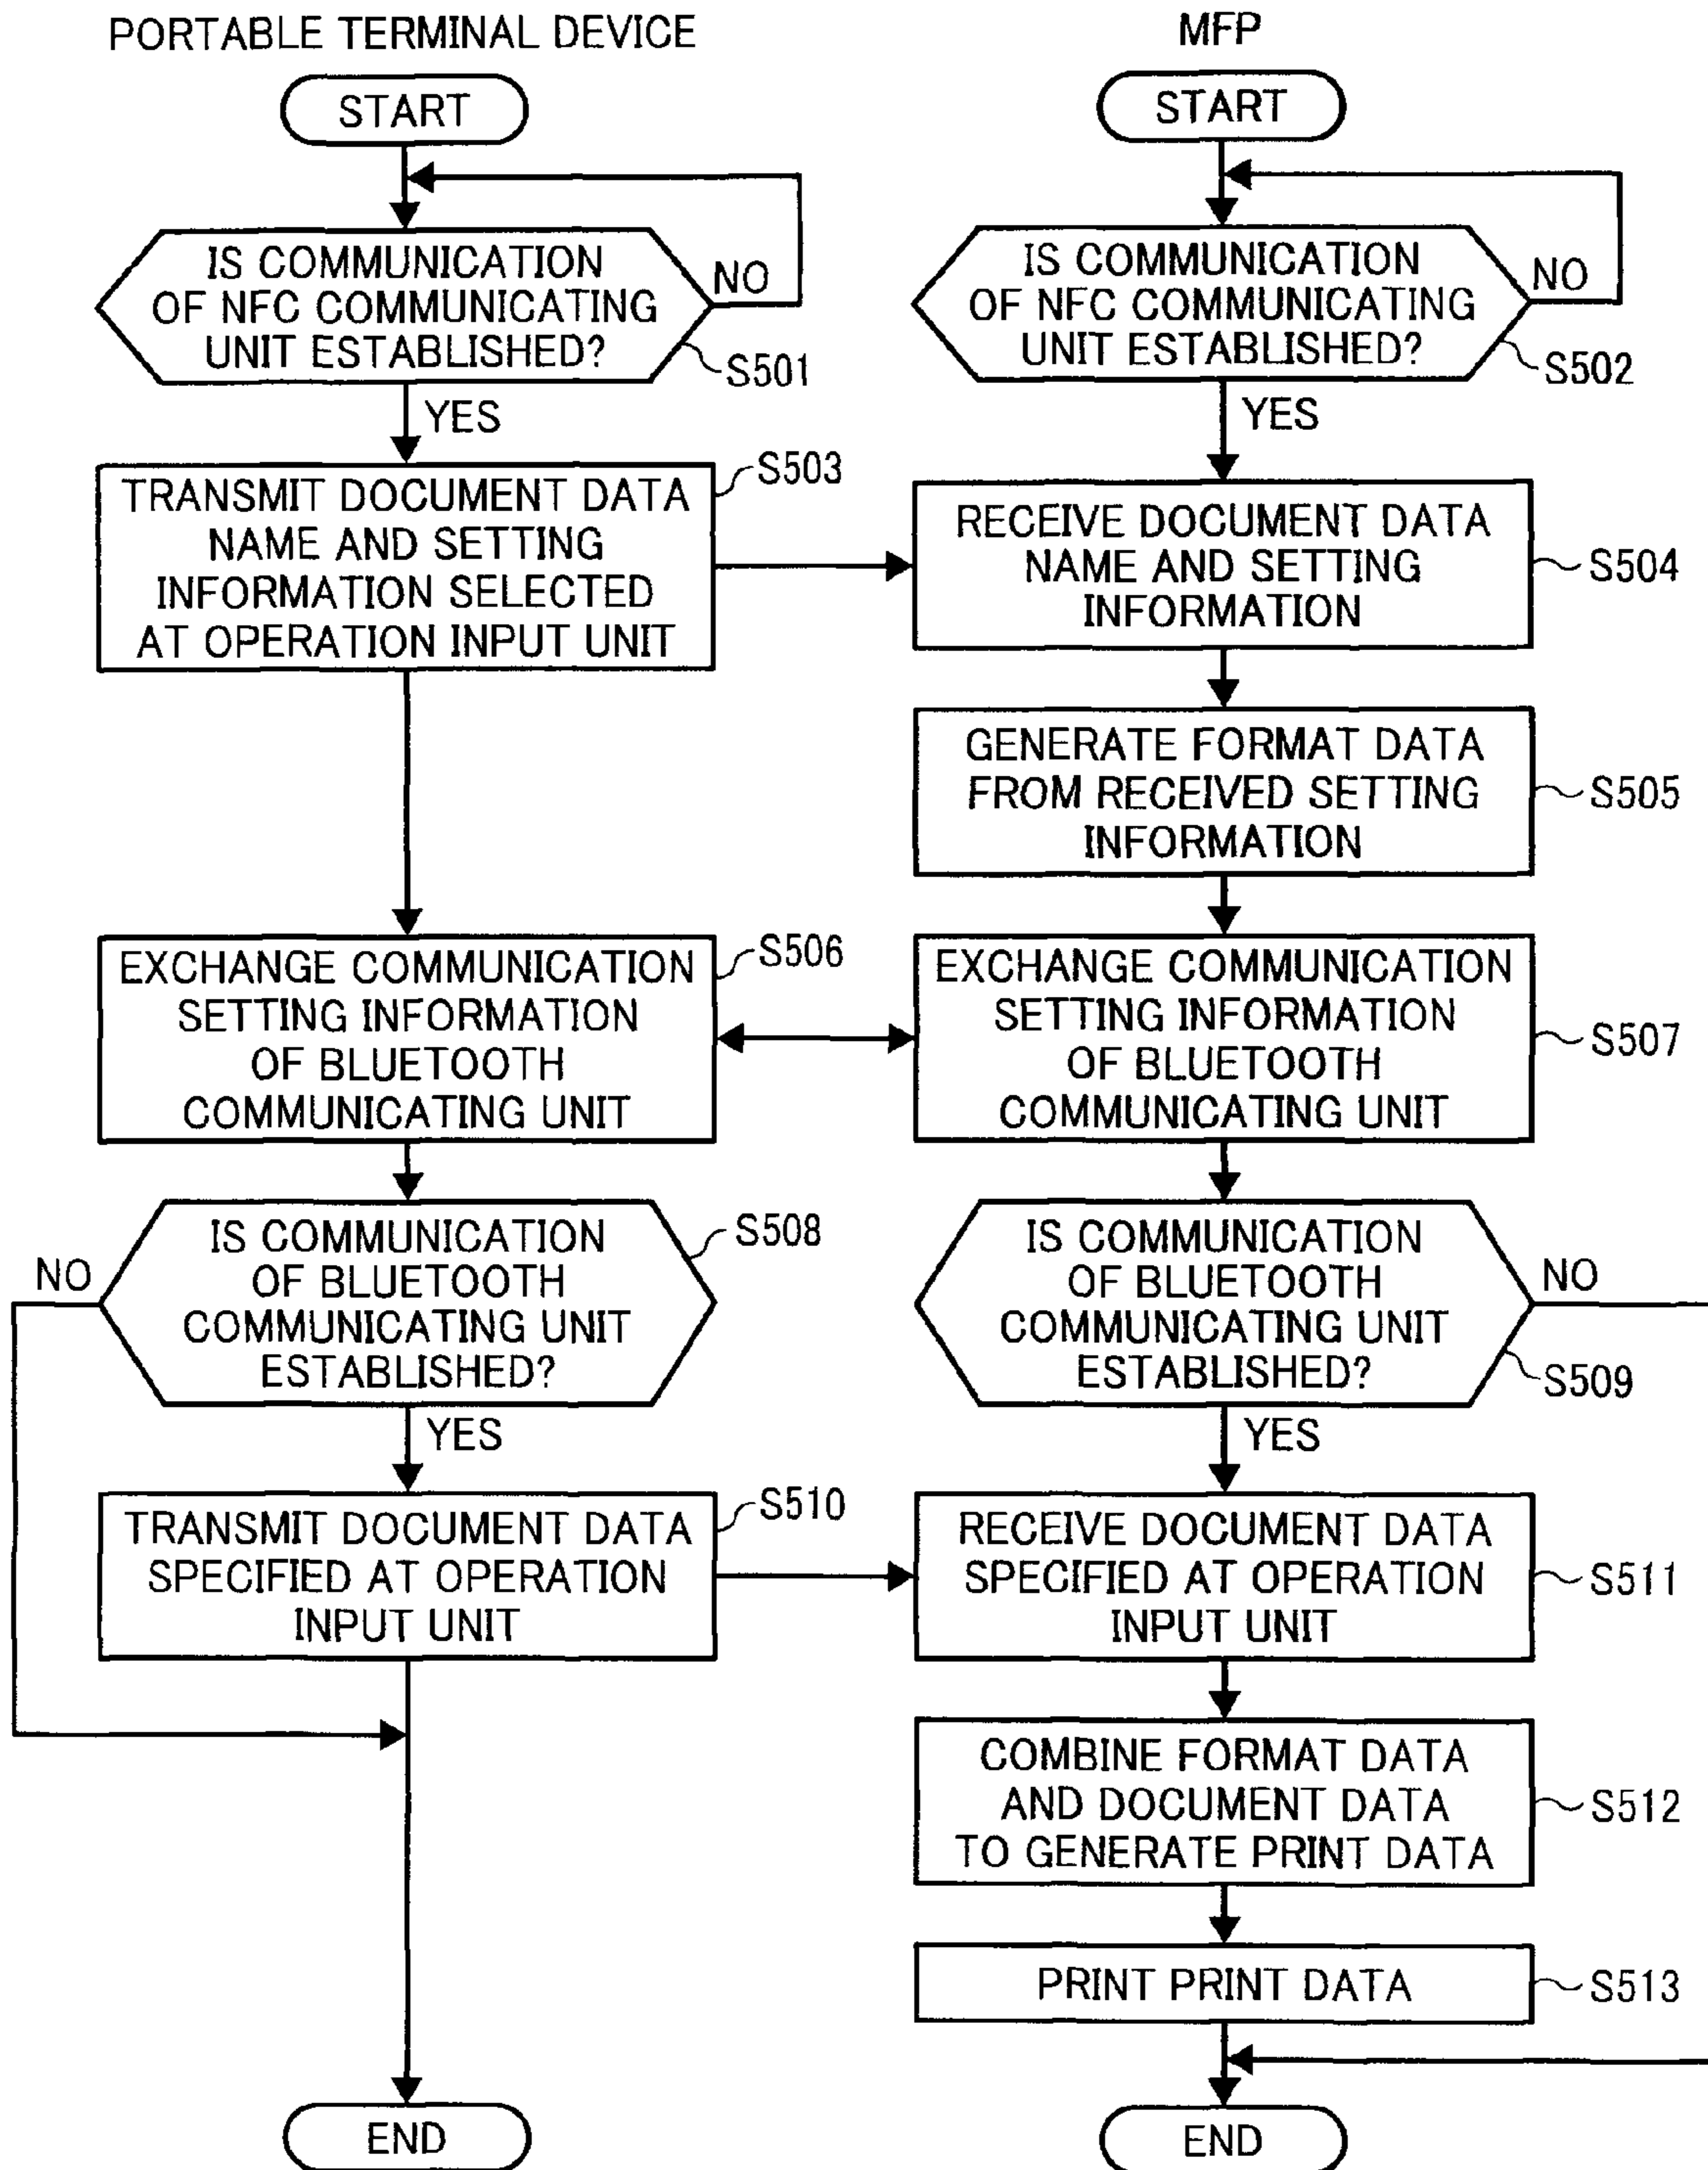 PORTABLE TERMINAL DEVICE
MFP
START
START
IS COMMUNICATION
OF NFC COMMUNICATING
UNIT ESTABLISHED?
NO
S501
YES
IS COMMUNICATION
OF NFC COMMUNICATING
UNIT ESTABLISHED?
NO
S502
YES
TRANSMIT DOCUMENT DATA
NAME AND SETTING
INFORMATION SELECTED
AT OPERATION INPUT UNIT
S503
RECEIVE DOCUMENT DATA
NAME AND SETTING
INFORMATION
S504
GENERATE FORMAT DATA
FROM RECEIVED SETTING
INFORMATION
S505
EXCHANGE COMMUNICATION
SETTING INFORMATION
OF BLUETOOTH
COMMUNICATING UNIT
S506
EXCHANGE COMMUNICATION
SETTING INFORMATION
OF BLUETOOTH
COMMUNICATING UNIT
S507
IS COMMUNICATION
OF BLUETOOTH
COMMUNICATING UNIT
ESTABLISHED?
S508
NO
YES
IS COMMUNICATION
OF BLUETOOTH
COMMUNICATING UNIT
ESTABLISHED?
NO
S509
YES
TRANSMIT DOCUMENT DATA
SPECIFIED AT OPERATION
INPUT UNIT
S510
RECEIVE DOCUMENT DATA
SPECIFIED AT OPERATION
INPUT UNIT
S511
COMBINE FORMAT DATA
AND DOCUMENT DATA
TO GENERATE PRINT DATA
S512
PRINT PRINT DATA
S513
END
END